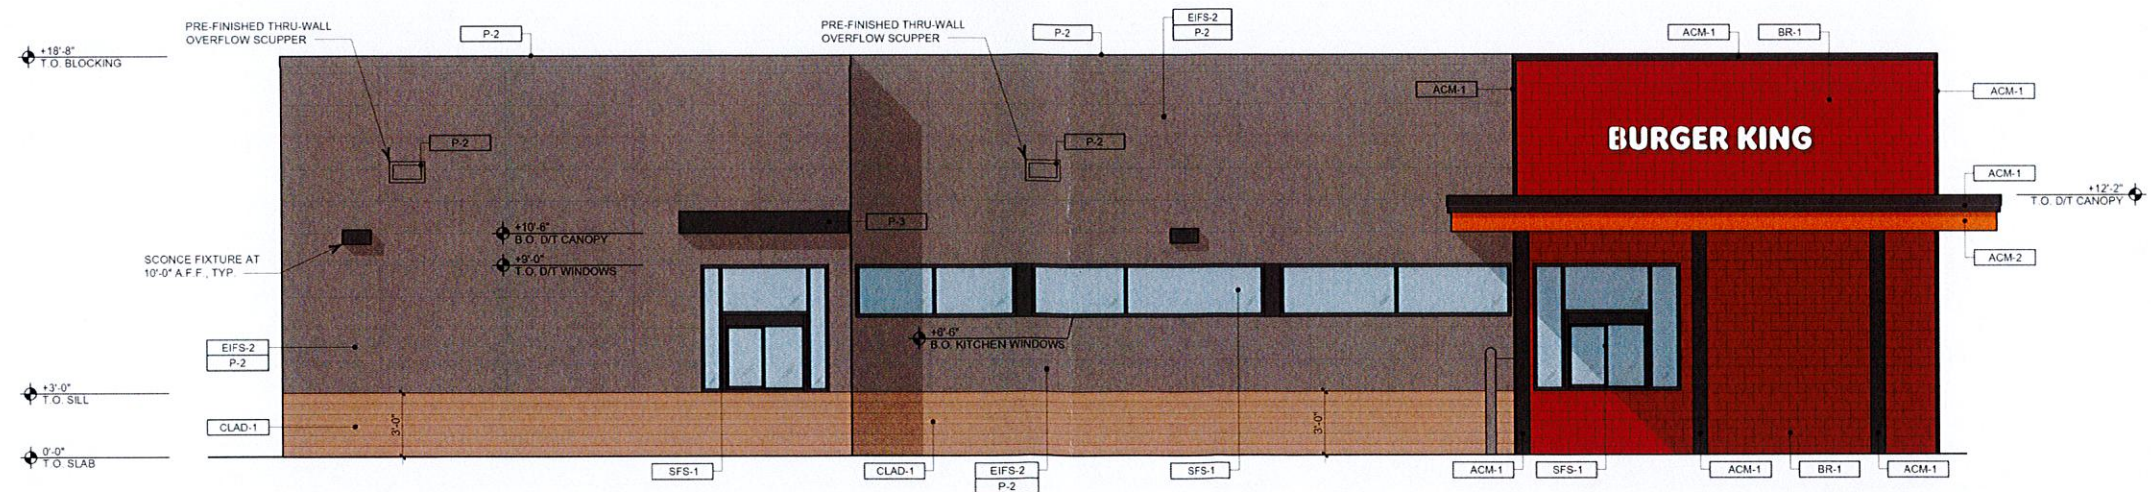 PRE-FINISHED THRU-WALL
OVERFLOW SCUPPER
P-2
PRE-FINISHED THRU-WALL
OVERFLOW SCUPPER
P-2
EIFS-2
P-2
ACM-1
BR-1
+18'-8"
T.O. BLOCKING
ACM-1
ACM-1
BURGER KING
P-2
P-2
ACM-1
+12'-2"
T.O. D/T CANOPY
P-3
+10'-6"
B.O. D/T CANOPY
SCONCE FIXTURE AT
10'-0" A.F.F., TYP.
+9'-0"
T.O. D/T WINDOWS
ACM-2
+6'-6"
B.O. KITCHEN WINDOWS
EIFS-2
P-2
+3'-0"
T.O. SILL
3'-0"
3'-0"
CLAD-1
0'-0"
T.O. SLAB
SFS-1
CLAD-1
EIFS-2
P-2
SFS-1
ACM-1
SFS-1
ACM-1
BR-1
ACM-1